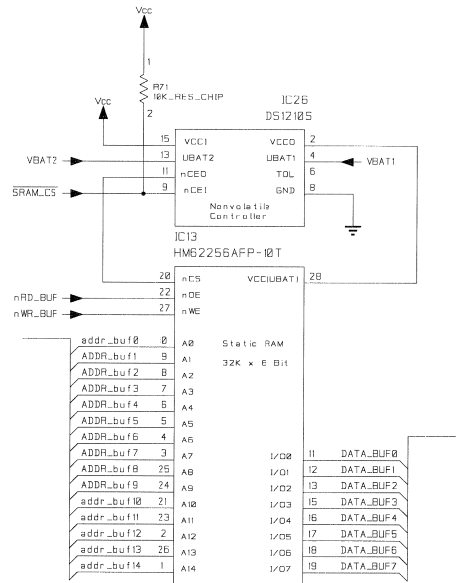 Vcc
1
R71
10K_RES_CHIP
2
IC26
DS1210S
Vcc
15 VCCI VCCO 2
VBAT2 13 UBAT2 UBAT1 4 VBAT1
11 nCEO TOL 6
SRAM_CS 9 nCEI GND 8
Nonvolatile
Controller
IC13
HM62256AFP-10T
20 nCS VCC(UBAT) 28
nRD_BUF 22 nOE
nWR_BUF 27 nWE
addr_buf0 0 A0 Static RAM
ADDR_buf1 9 A1 32K x 8 Bit
ADDR_buf2 8 A2
ADDR_buf3 7 A3
ADDR_buf4 6 A4
ADDR_buf5 5 A5
ADDR_buf6 4 A6
ADDR_buf7 3 A7
ADDR_buf8 25 A8
ADDR_buf9 24 A9
addr_buf10 21 A10
addr_buf11 23 A11
addr_buf12 2 A12
addr_buf13 26 A13
addr_buf14 1 A14
I/O0 11 DATA_BUF0
I/O1 12 DATA_BUF1
I/O2 13 DATA_BUF2
I/O3 15 DATA_BUF3
I/O4 16 DATA_BUF4
I/O5 17 DATA_BUF5
I/O6 18 DATA_BUF6
I/O7 19 DATA_BUF7